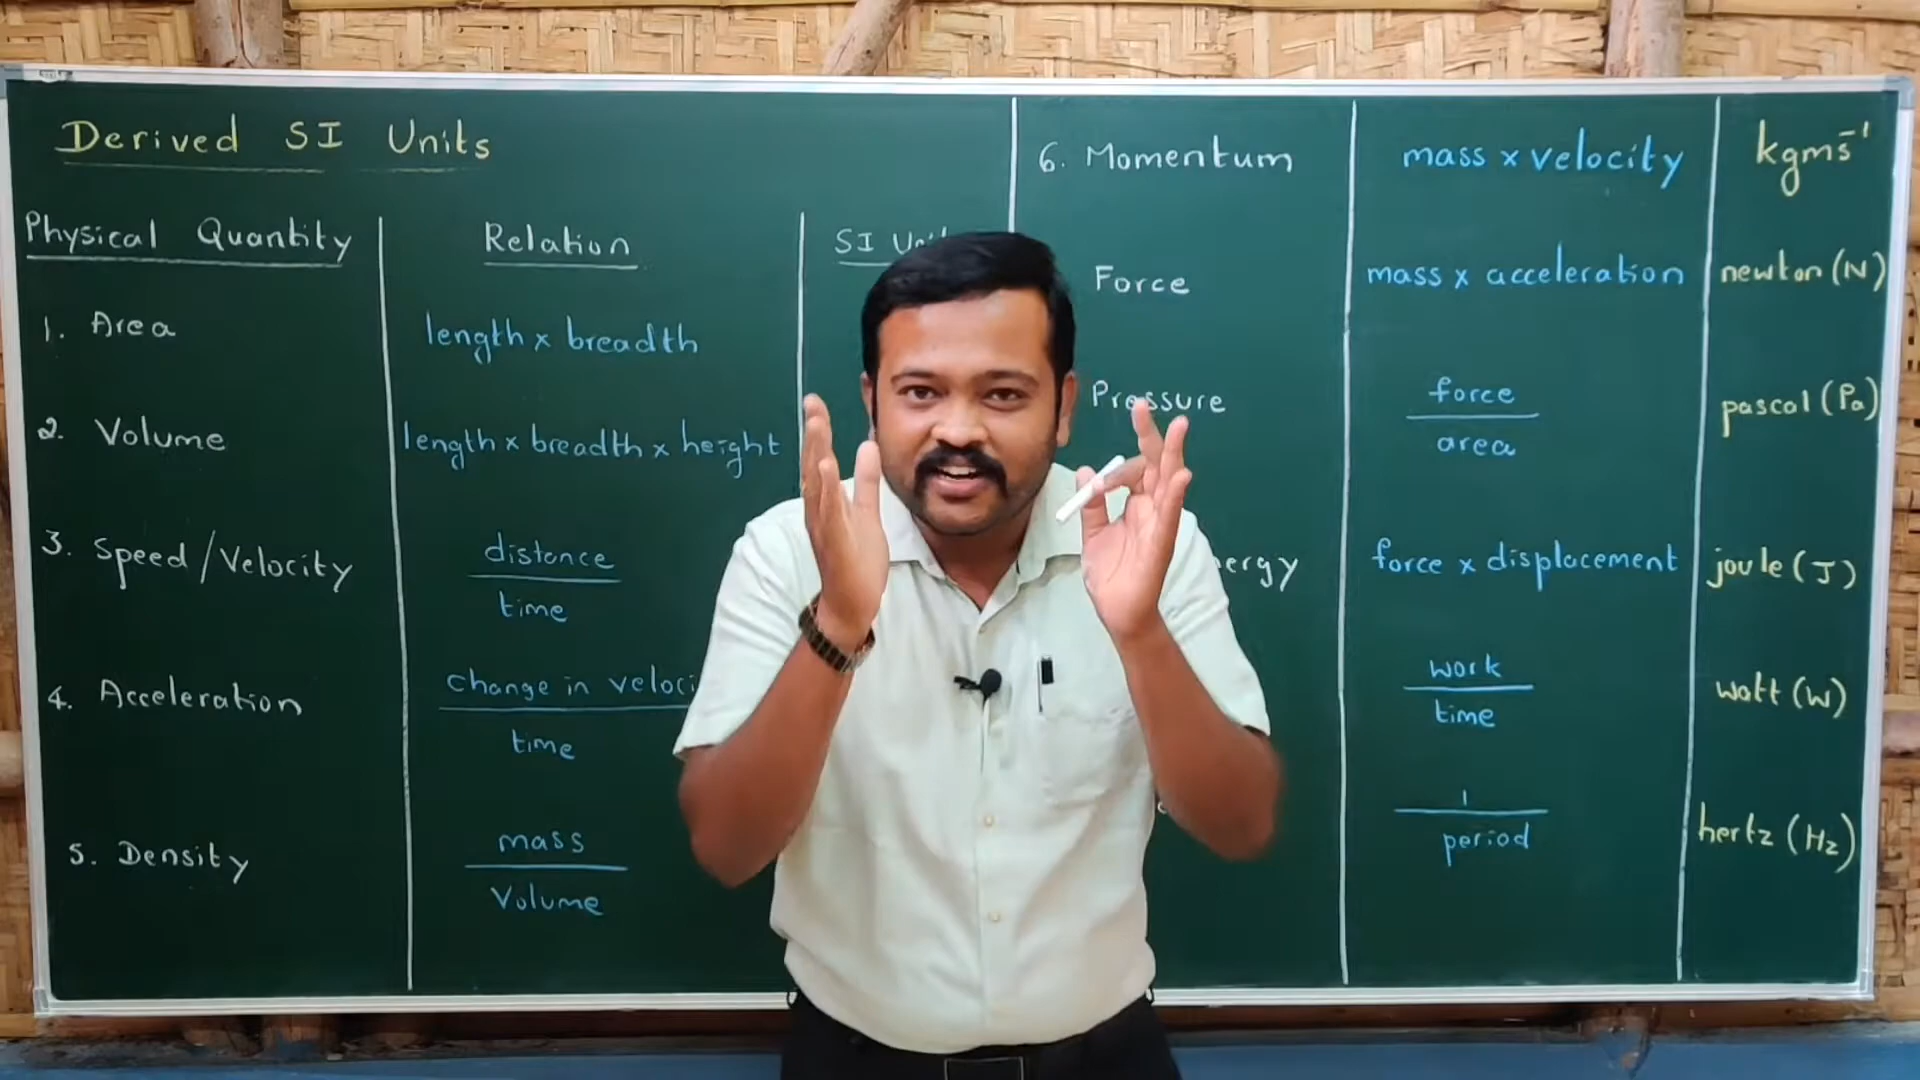 Derived SI Units
Physical Quantity Relation SI
1. Area length x breadth
2. Volume length x breadth x height
3. Speed/Velocity distance
time
4. Acceleration change in veloci
time
5. Density mass
Volume
6. Momentum mass x velocity kgms⁻¹
Force mass x acceleration newton (N)
Pressure force
area pascal (Pa)
ergy force x displacement joule (J)
work
time watt (W)
1
period hertz (Hz)